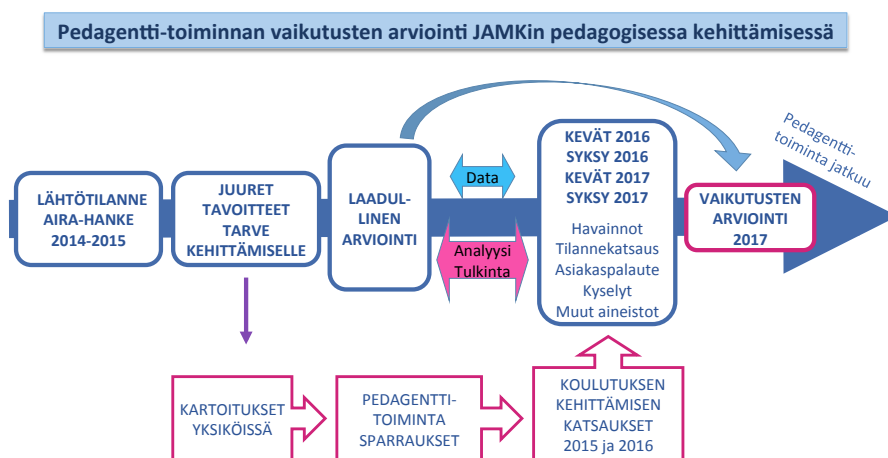 Pedagentti-toiminnan vaikutusten arviointi JAMKin pedagogisessa kehittämisessä
LÄHTÖTILANNE
AIRA-HANKE
2014-2015
JUURET
TAVOITTEET
TARVE
KEHITTÄMISELLE
LAADUL-
LINEN
ARVIOINTI
Data
Analyysi
Tulkinta
KEVÄT 2016
SYKSY 2016
KEVÄT 2017
SYKSY 2017
Havainnot
Tilannekatsaus
Asiakaspalaute
Kyselyt
Muut aineistot
VAIKUTUSTEN
ARVIOINTI
2017
Pedagentti-
toiminta jatkuu
KARTOITUKSET
YKSIKÖISSÄ
PEDAGENTTI-
TOIMINTA
SPARRAUKSET
KOULUTUKSEN
KEHITTÄMISEN
KATSAUKSET
2015 ja 2016